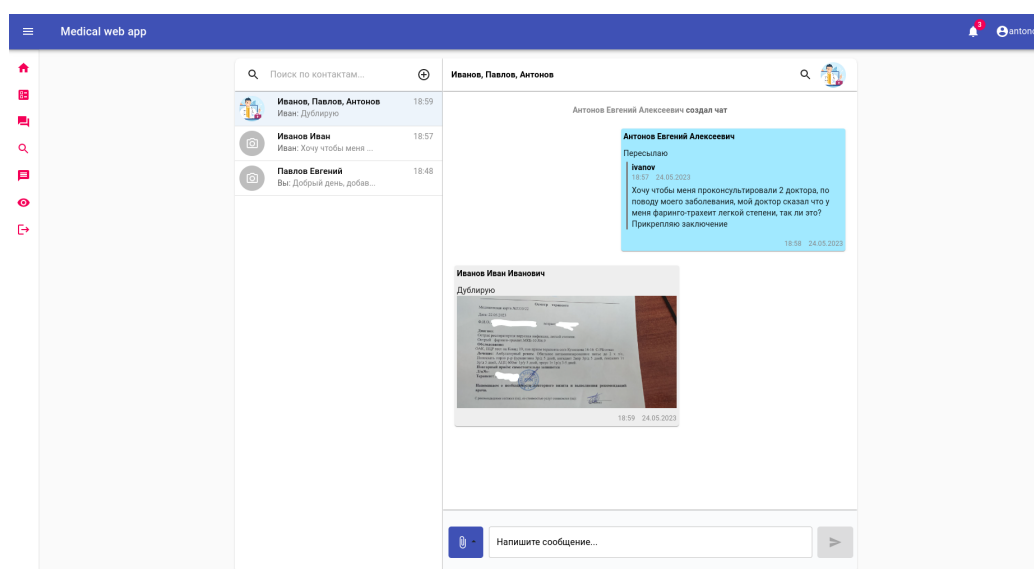 Medical web app
3
antono
Поиск по контактам...
Иванов, Павлов, Антонов
18:59
Иван: Дублирую
Иванов Иван
18:57
Иван: Хочу чтобы меня ...
Павлов Евгений
18:48
Вы: Добрый день, добав...
Иванов, Павлов, Антонов
Антонов Евгений Алексеевич создал чат
Антонов Евгений Алексеевич
Пересылаю
ivanov
18:57 24.05.2023
Хочу чтобы меня проконсультировали 2 доктора, по
поводу моего заболевания, мой доктор сказал что у
меня фаринго-трахеит легкой степени, так ли это?
Прикрепляю заключение
18:58 24.05.2023
Иванов Иван Иванович
Дублирую
18:59 24.05.2023
Напишите сообщение...